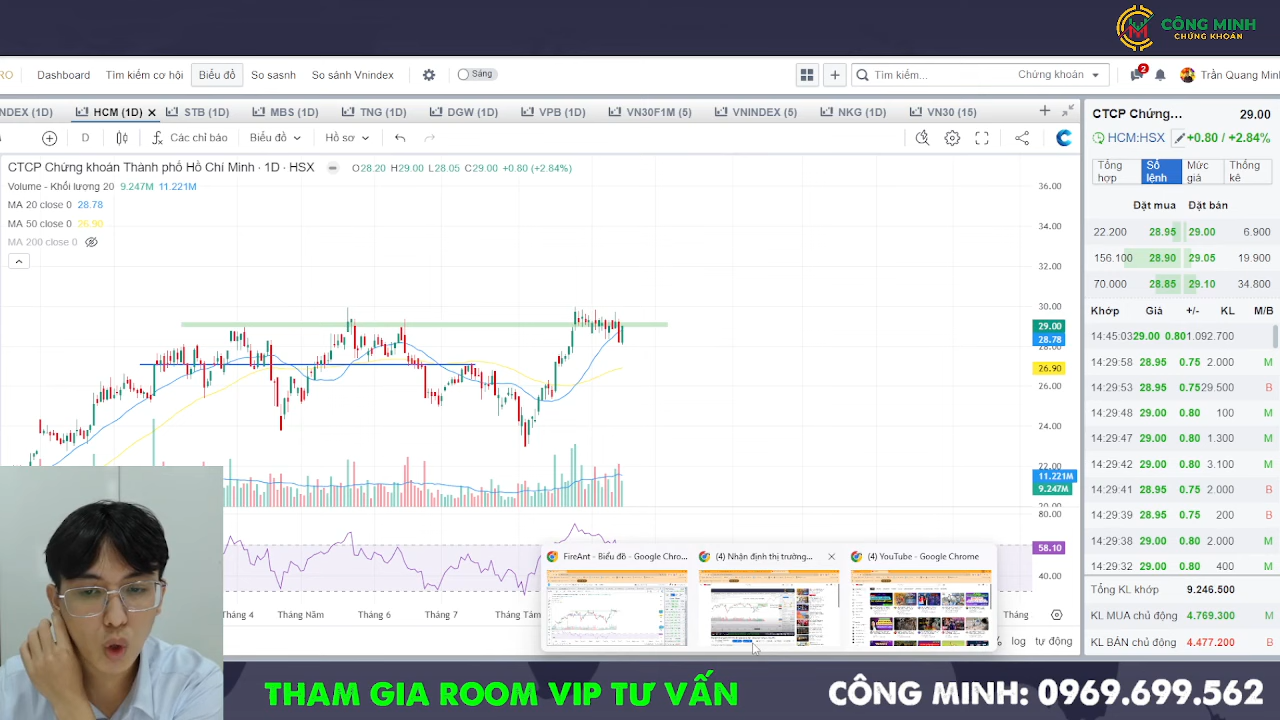 CÔNG MINH
CHỨNG KHOÁN
RO Dashboard Tìm kiếm cơ hội Biểu đồ So sasnh So sánh Vnindex Sáng Tìm kiếm... Chứng khoán 2 Trần Quang Minh
NDEX (1D) HCM (1D) STB (1D) MBS (1D) TNG (1D) DGW (1D) VPB (1D) VN30F1M (5) VNINDEX (5) NKG (1D) VN30 (15)
CTCP Chứng... 29.00
D Các chỉ báo Biểu đồ Hồ sơ
HCM:HSX +0.80 / +2.84%
CTCP Chứng khoán Thành phố Hồ Chí Minh · 1D · HSX O28.20 H29.00 L28.05 C29.00 +0.80 (+2.84%)
Volume - Khối lượng 20 9.247M 11.221M
MA 20 close 0 28.78
MA 50 close 0 26.90
MA 200 close 0
36.00
34.00
32.00
30.00
29.00
28.78
28.00
26.90
26.00
24.00
22.00
11.221M
9.247M
20.00
80.00
58.10
40.00
Tổng hợp Sổ lệnh Mức giá Thống kê
Đặt mua Đặt bán
22.200 28.95 29.00 6.900
156.100 28.90 29.05 19.900
70.000 28.85 29.10 34.800
Khớp Giá +/- KL M/B
14:45:03 29.00 0.80 1.092.700
14:29:58 28.95 0.75 2.000 M
14:29:53 28.95 0.75 29.500 B
14:29:48 29.00 0.80 100 M
14:29:47 29.00 0.80 1.300 M
14:29:42 29.00 0.80 3.100 M
14:29:41 28.95 0.75 2.000 B
14:29:39 28.95 0.75 200 B
14:29:38 29.00 0.80 2.000 M
14:29:32 29.00 0.80 400 M
Tổng KL khớp 9.246.500
KL MUA chủ động
KL BÁN chủ động 4.477.200
FireAnt - Biểu đồ - Google Chro... (4) Nhận định thị trường... (4) YouTube - Google Chrome
Tháng 4 Tháng Năm Tháng 6 Tháng 7 Tháng Tám Tháng
log tự động
THAM GIA ROOM VIP TƯ VẤN CÔNG MINH: 0969.699.562